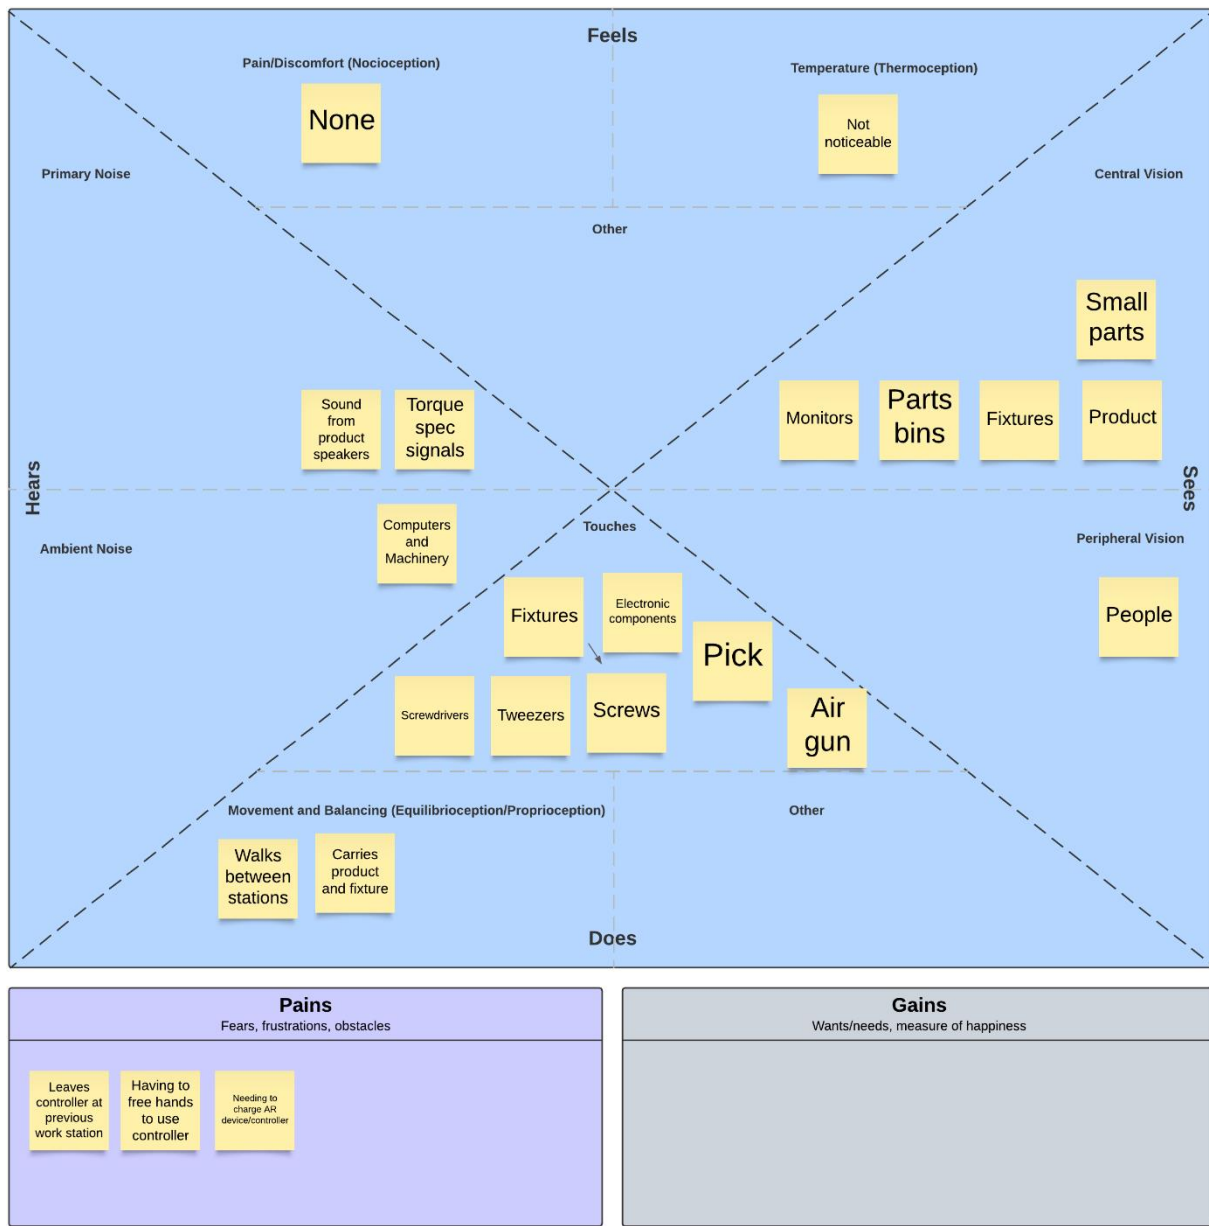 Feels
Pain/Discomfort (Nocioception)
Temperature (Thermoception)
None
Not
noticeable
Primary Noise
Central Vision
Other
Small
parts
Sound
from
product
speakers
Torque
spec
signals
Monitors
Parts
bins
Fixtures
Product
Hears
Sees
Ambient Noise
Computers
and
Machinery
Touches
Peripheral Vision
People
Fixtures
Electronic
components
Pick
Screwdrivers
Tweezers
Screws
Air
gun
Movement and Balancing (Equilibrioception/Proprioception)
Other
Walks
between
stations
Carries
product
and fixture
Does
Pains
Fears, frustrations, obstacles
Leaves
controller at
previous
work station
Having to
free hands
to use
controller
Needing to
charge AR
device/controller
Gains
Wants/needs, measure of happiness